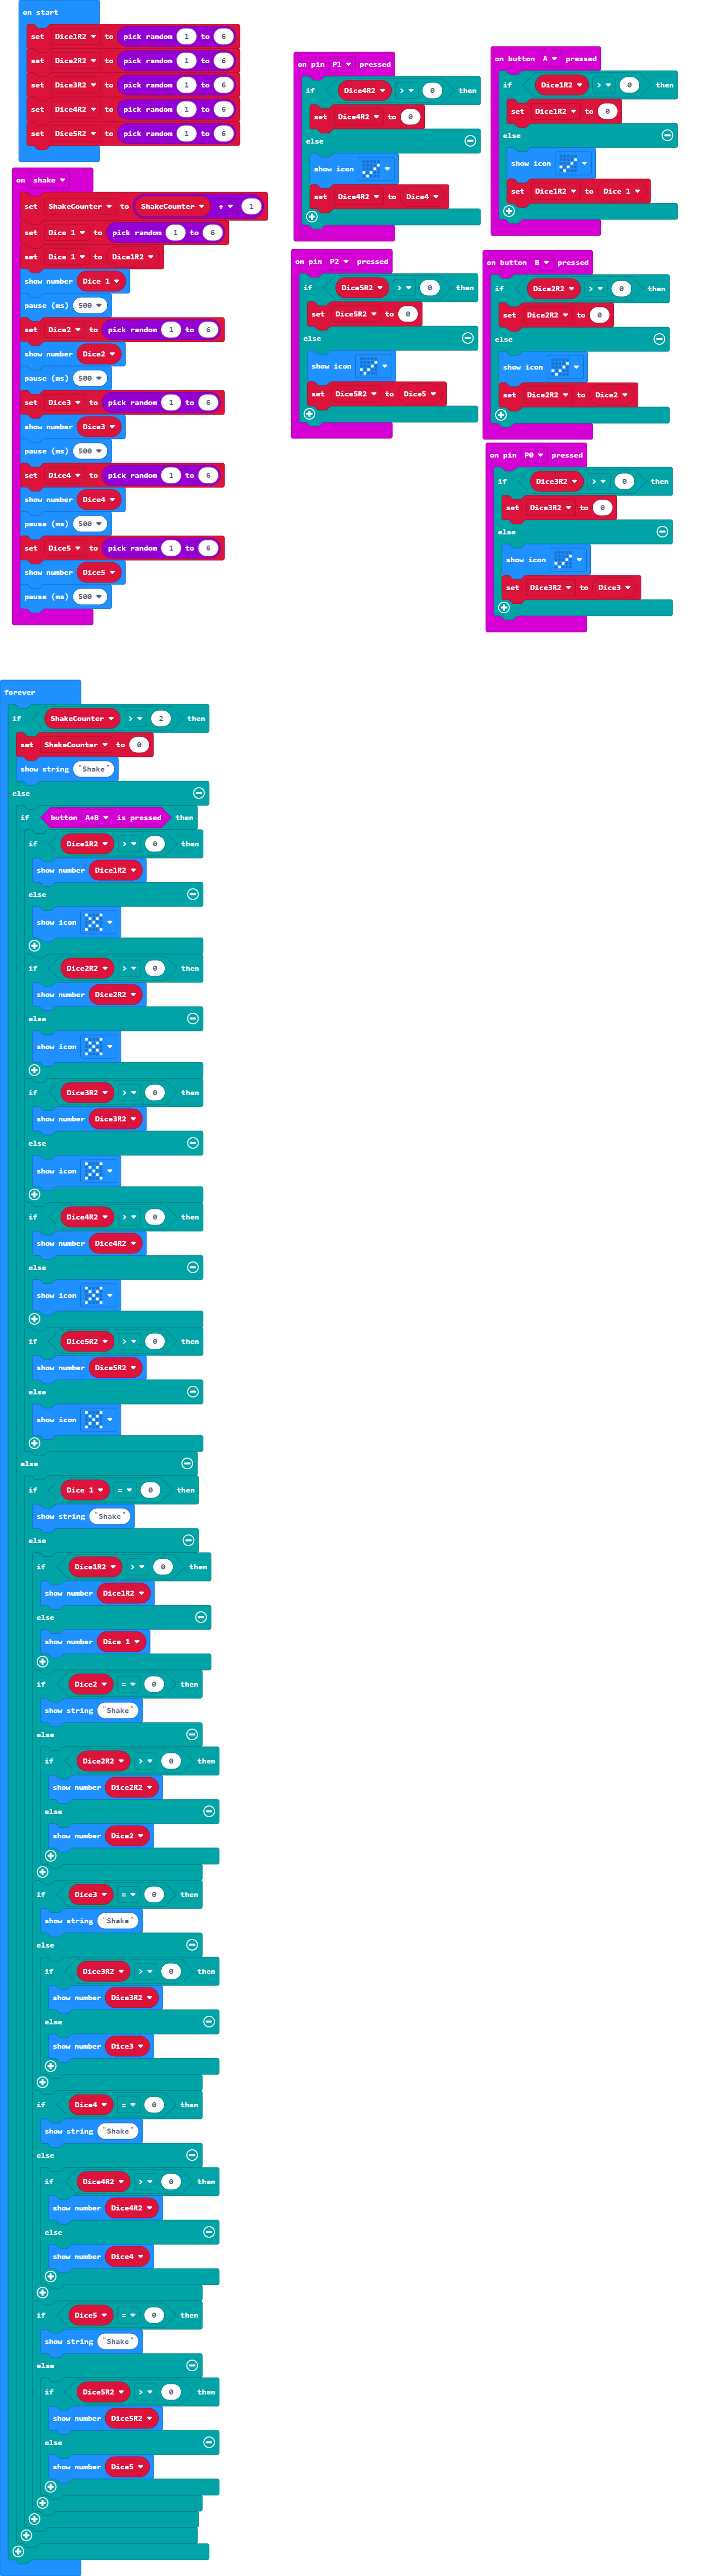 on start
set Dice1R2 to pick random 1 to 6
set Dice2R2 to pick random 1 to 6
set Dice3R2 to pick random 1 to 6
set Dice4R2 to pick random 1 to 6
set Dice5R2 to pick random 1 to 6
on shake
set ShakeCounter to ShakeCounter + 1
set Dice 1 to pick random 1 to 6
set Dice 1 to Dice1R2
show number Dice 1
pause (ms) 500
set Dice2 to pick random 1 to 6
show number Dice2
pause (ms) 500
set Dice3 to pick random 1 to 6
show number Dice3
pause (ms) 500
set Dice4 to pick random 1 to 6
show number Dice4
pause (ms) 500
set Dice5 to pick random 1 to 6
show number Dice5
pause (ms) 500
on pin P1 pressed
if Dice4R2 > 0 then
set Dice4R2 to 0
else
show icon
set Dice4R2 to Dice4
on button A pressed
if Dice1R2 > 0 then
set Dice1R2 to 0
else
show icon
set Dice1R2 to Dice 1
on pin P2 pressed
if Dice5R2 > 0 then
set Dice5R2 to 0
else
show icon
set Dice5R2 to Dice5
on button B pressed
if Dice2R2 > 0 then
set Dice2R2 to 0
else
show icon
set Dice2R2 to Dice2
on pin P0 pressed
if Dice3R2 > 0 then
set Dice3R2 to 0
else
show icon
set Dice3R2 to Dice3
forever
if ShakeCounter > 2 then
set ShakeCounter to 0
show string "Shake"
else
if button A+B is pressed then
if Dice1R2 > 0 then
show number Dice1R2
else
show icon
if Dice2R2 > 0 then
show number Dice2R2
else
show icon
if Dice3R2 > 0 then
show number Dice3R2
else
show icon
if Dice4R2 > 0 then
show number Dice4R2
else
show icon
if Dice5R2 > 0 then
show number Dice5R2
else
show icon
else
if Dice 1 = 0 then
show string "Shake"
else
if Dice1R2 > 0 then
show number Dice1R2
else
show number Dice 1
if Dice2 = 0 then
show string "Shake"
else
if Dice2R2 > 0 then
show number Dice2R2
else
show number Dice2
if Dice3 = 0 then
show string "Shake"
else
if Dice3R2 > 0 then
show number Dice3R2
else
show number Dice3
if Dice4 = 0 then
show string "Shake"
else
if Dice4R2 > 0 then
show number Dice4R2
else
show number Dice4
if Dice5 = 0 then
show string "Shake"
else
if Dice5R2 > 0 then
show number Dice5R2
else
show number Dice5